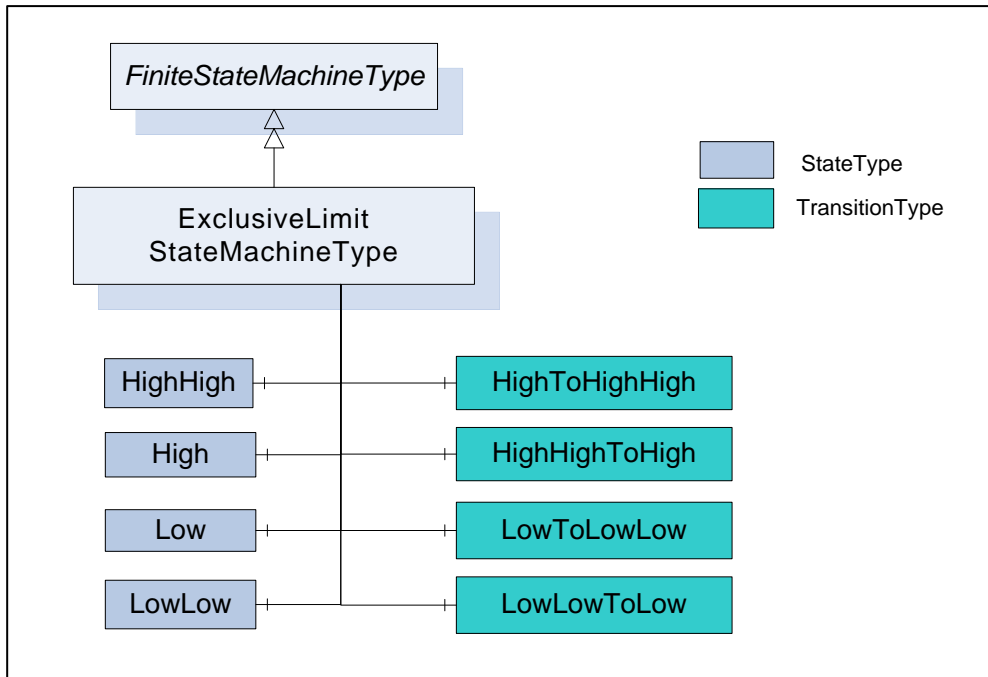 FiniteStateMachineType
StateType
TransitionType
ExclusiveLimit
StateMachineType
HighHigh
HighToHighHigh
High
HighHighToHigh
Low
LowToLowLow
LowLow
LowLowToLow